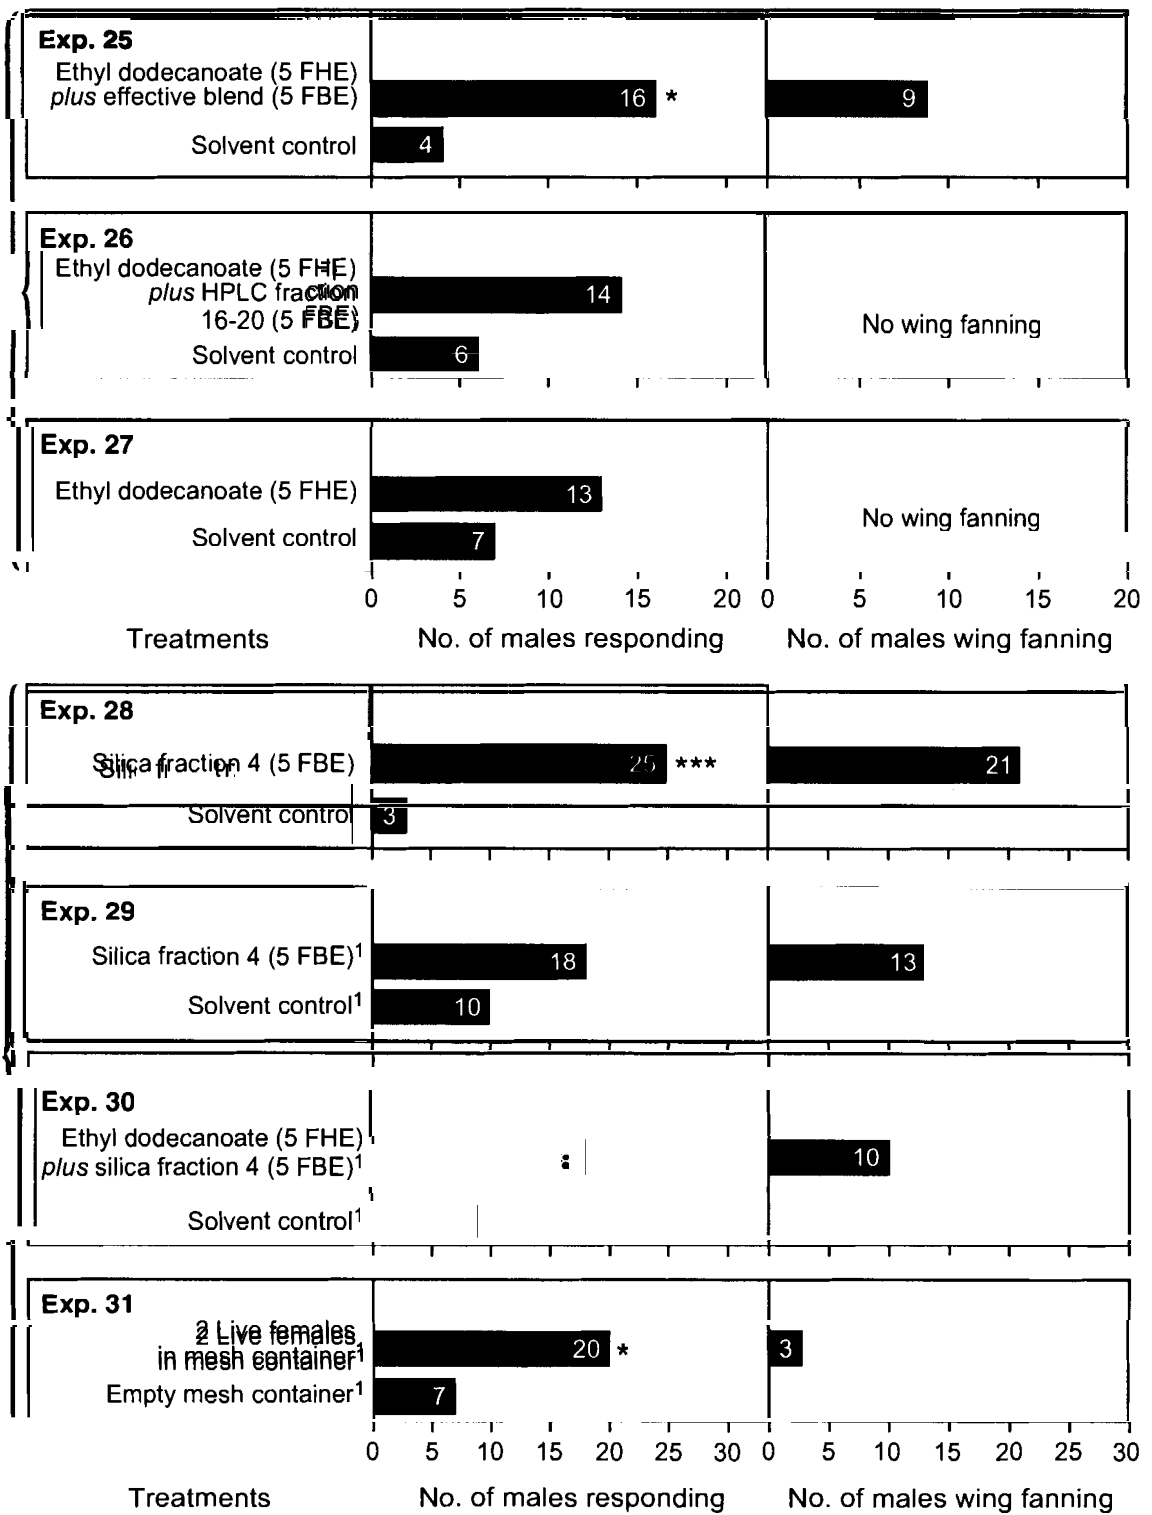 Exp. 25
Ethyl dodecanoate (5 FHE)
plus effective blend (5 FBE)
16 *
9
Solvent control
4
Exp. 26
Ethyl dodecanoate (5 FHE)
plus HPLC fraction
16-20 (5 FBE)
14
Solvent control
6
No wing fanning
Exp. 27
Ethyl dodecanoate (5 FHE)
13
Solvent control
7
No wing fanning
0 5 10 15 20 0 5 10 15 20
Treatments No. of males responding No. of males wing fanning
Exp. 28
Silica fraction 4 (5 FBE)
25 ***
21
Solvent control
3
Exp. 29
Silica fraction 4 (5 FBE)1
18
13
Solvent control1
10
Exp. 30
Ethyl dodecanoate (5 FHE)
plus silica fraction 4 (5 FBE)1
10
Solvent control1
Exp. 31
2 Live females
in mesh container1
20 *
3
Empty mesh container1
7
0 5 10 15 20 25 30 0 5 10 15 20 25 30
Treatments No. of males responding No. of males wing fanning